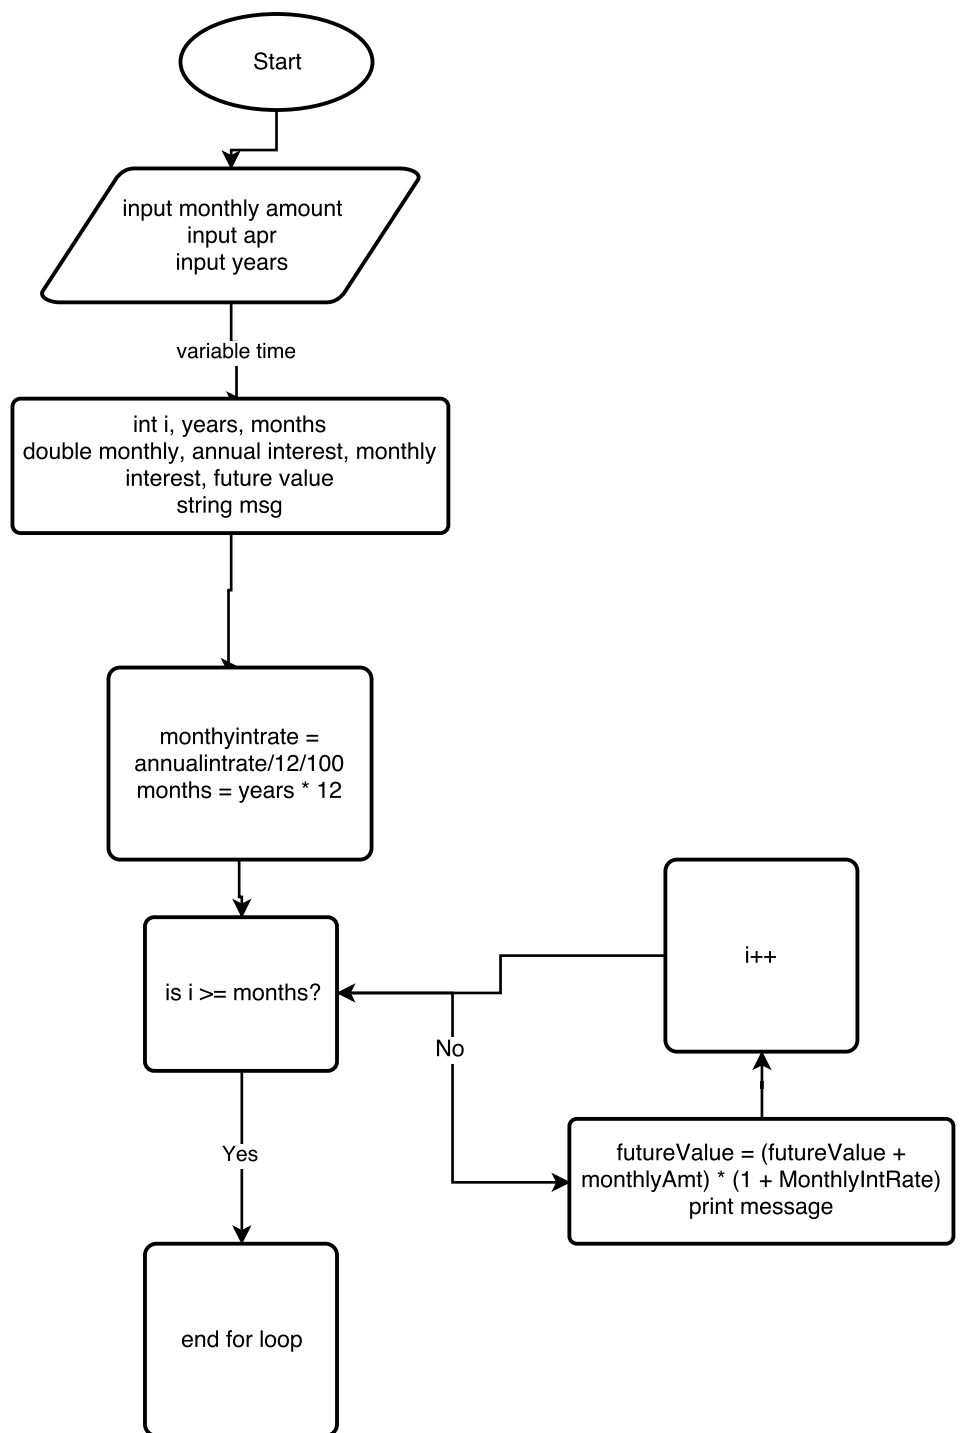 Start
input monthly amount
input apr
input years
variable time
int i, years, months
double monthly, annual interest, monthly
interest, future value
string msg
monthyintrate =
annualintrate/12/100
months = years * 12
is i >= months?
i++
No
futureValue = (futureValue +
monthlyAmt) * (1 + MonthlyIntRate)
print message
Yes
end for loop